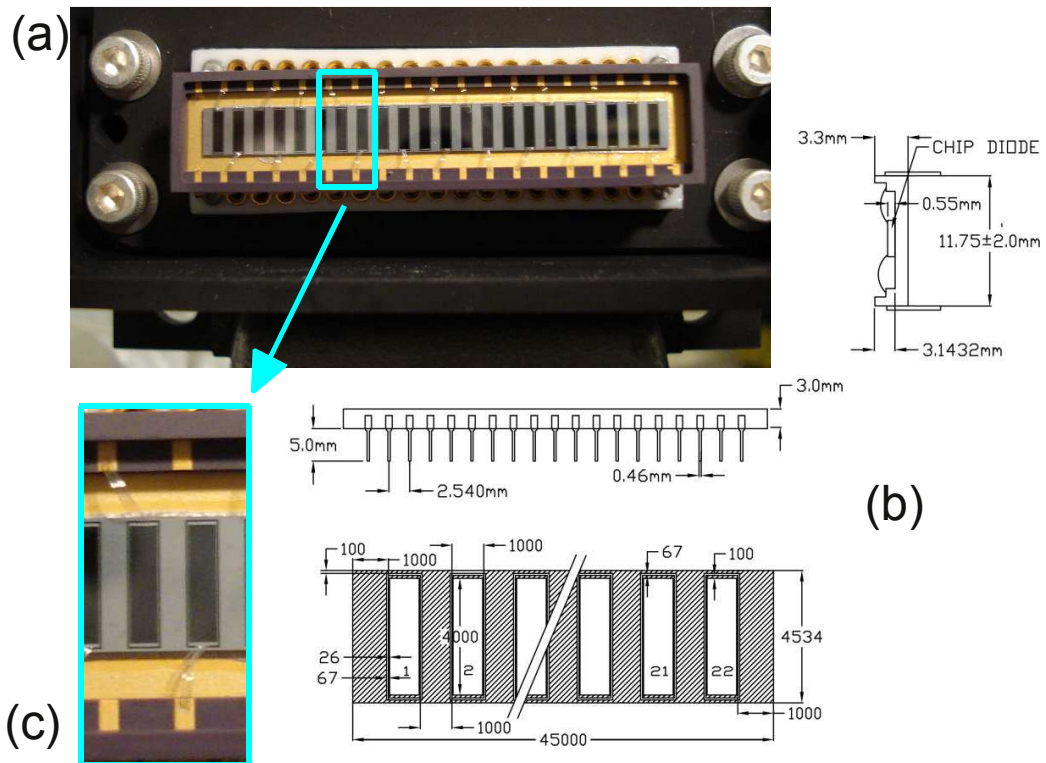 (a)
3.3mm
CHIP DIODE
0.55mm
11.75±2.0mm
3.1432mm
3.0mm
5.0mm
0.46mm
2.540mm
(b)
100
1000
1000
67
100
4000
4534
26
1
2
21
22
67
1000
1000
45000
(c)